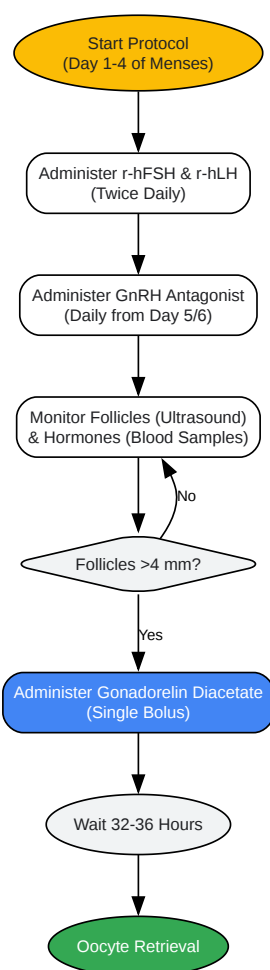 Start Protocol
(Day 1-4 of Menses)
Administer r-hFSH & r-hLH
(Twice Daily)
Administer GnRH Antagonist
(Daily from Day 5/6)
Monitor Follicles (Ultrasound)
& Hormones (Blood Samples)
No
Follicles >4 mm?
Yes
Administer Gonadorelin Diacetate
(Single Bolus)
Wait 32-36 Hours
Oocyte Retrieval